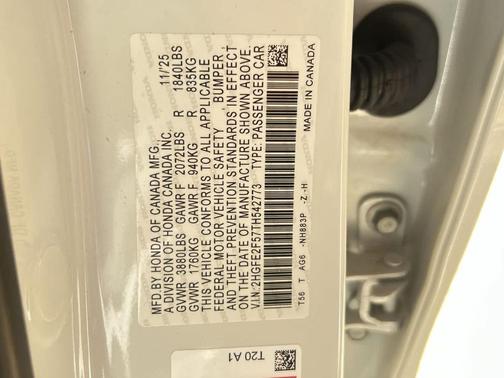 MFD.BY HONDA OF CANADA MFG., 11/25
A DIVISION OF HONDA CANADA INC.
GVWR 3880LBS GAWR F 2072LBS R 1840LBS
GVWR 1760KG GAWR F 940KG R 835KG
THIS VEHICLE CONFORMS TO ALL APPLICABLE
FEDERAL MOTOR VEHICLE SAFETY, BUMPER,
AND THEFT PREVENTION STANDARDS IN EFFECT
ON THE DATE OF MANUFACTURE SHOWN ABOVE.
V.I.N:2HGFE2F57TH542773 TYPE:PASSENGER CAR
T56 T AG6 -NH883P -Z -H MADE IN CANADA
T20 A1